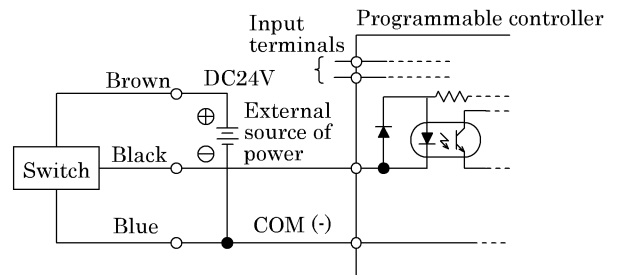 Programmable controller
Input
terminals
Brown
DC24V
⊕
External
source of
power
⊖
Switch
Black
Blue
COM (-)